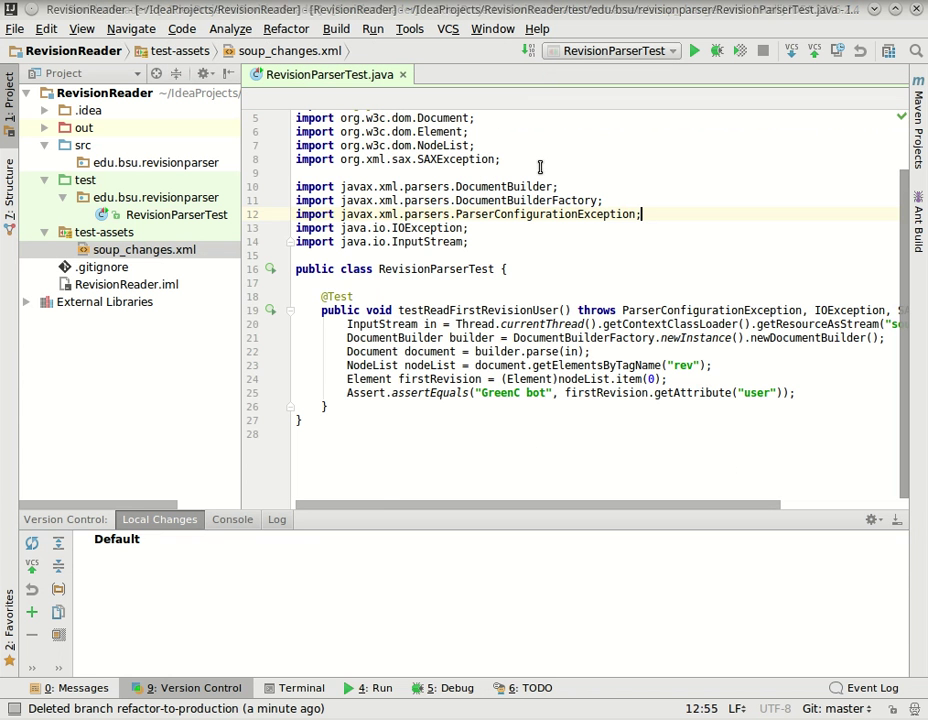 RevisionReader - [~/IdeaProjects/RevisionReader] - [RevisionReader] - ~/IdeaProjects/RevisionReader/test/edu/bsu/revisionparser/RevisionParserTest.java - 1...
File Edit View Navigate Code Analyze Refactor Build Run Tools VCS Window Help
RevisionReader test-assets soup_changes.xml RevisionParserTest
1: Project
7: Structure
2: Favorites
Project
RevisionReader ~/IdeaProjects/
.idea
out
src
edu.bsu.revisionparser
test
edu.bsu.revisionparser
RevisionParserTest
test-assets
soup_changes.xml
.gitignore
RevisionReader.iml
External Libraries
RevisionParserTest.java
5 import org.w3c.dom.Document;
6 import org.w3c.dom.Element;
7 import org.w3c.dom.NodeList;
8 import org.xml.sax.SAXException;
9
10 import javax.xml.parsers.DocumentBuilder;
11 import javax.xml.parsers.DocumentBuilderFactory;
12 import javax.xml.parsers.ParserConfigurationException;
13 import java.io.IOException;
14 import java.io.InputStream;
15
16 public class RevisionParserTest {
17
18 @Test
19 public void testReadFirstRevisionUser() throws ParserConfigurationException, IOException,
20 InputStream in = Thread.currentThread().getContextClassLoader().getResourceAsStream("
21 DocumentBuilder builder = DocumentBuilderFactory.newInstance().newDocumentBuilder();
22 Document document = builder.parse(in);
23 NodeList nodeList = document.getElementsByTagName("rev");
24 Element firstRevision = (Element)nodeList.item(0);
25 Assert.assertEquals("GreenC bot", firstRevision.getAttribute("user"));
26 }
27 }
28
Maven Projects
Ant Build
Version Control: Local Changes Console Log
VCS Default
0: Messages 9: Version Control Terminal 4: Run 5: Debug 6: TODO Event Log
Deleted branch refactor-to-production (a minute ago) 12:55 LF UTF-8 Git: master